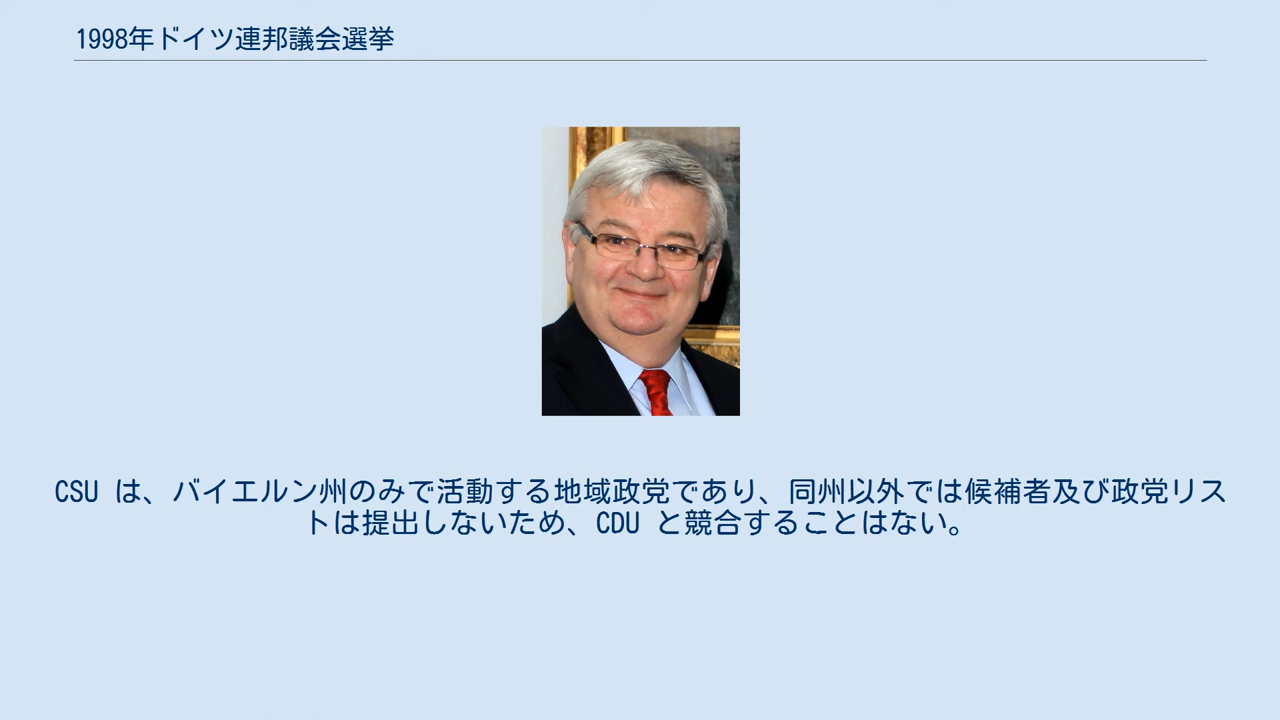 1998年ドイツ連邦議会選挙
CSU は、バイエルン州のみで活動する地域政党であり、同州以外では候補者及び政党リス
トは提出しないため、CDU と競合することはない。